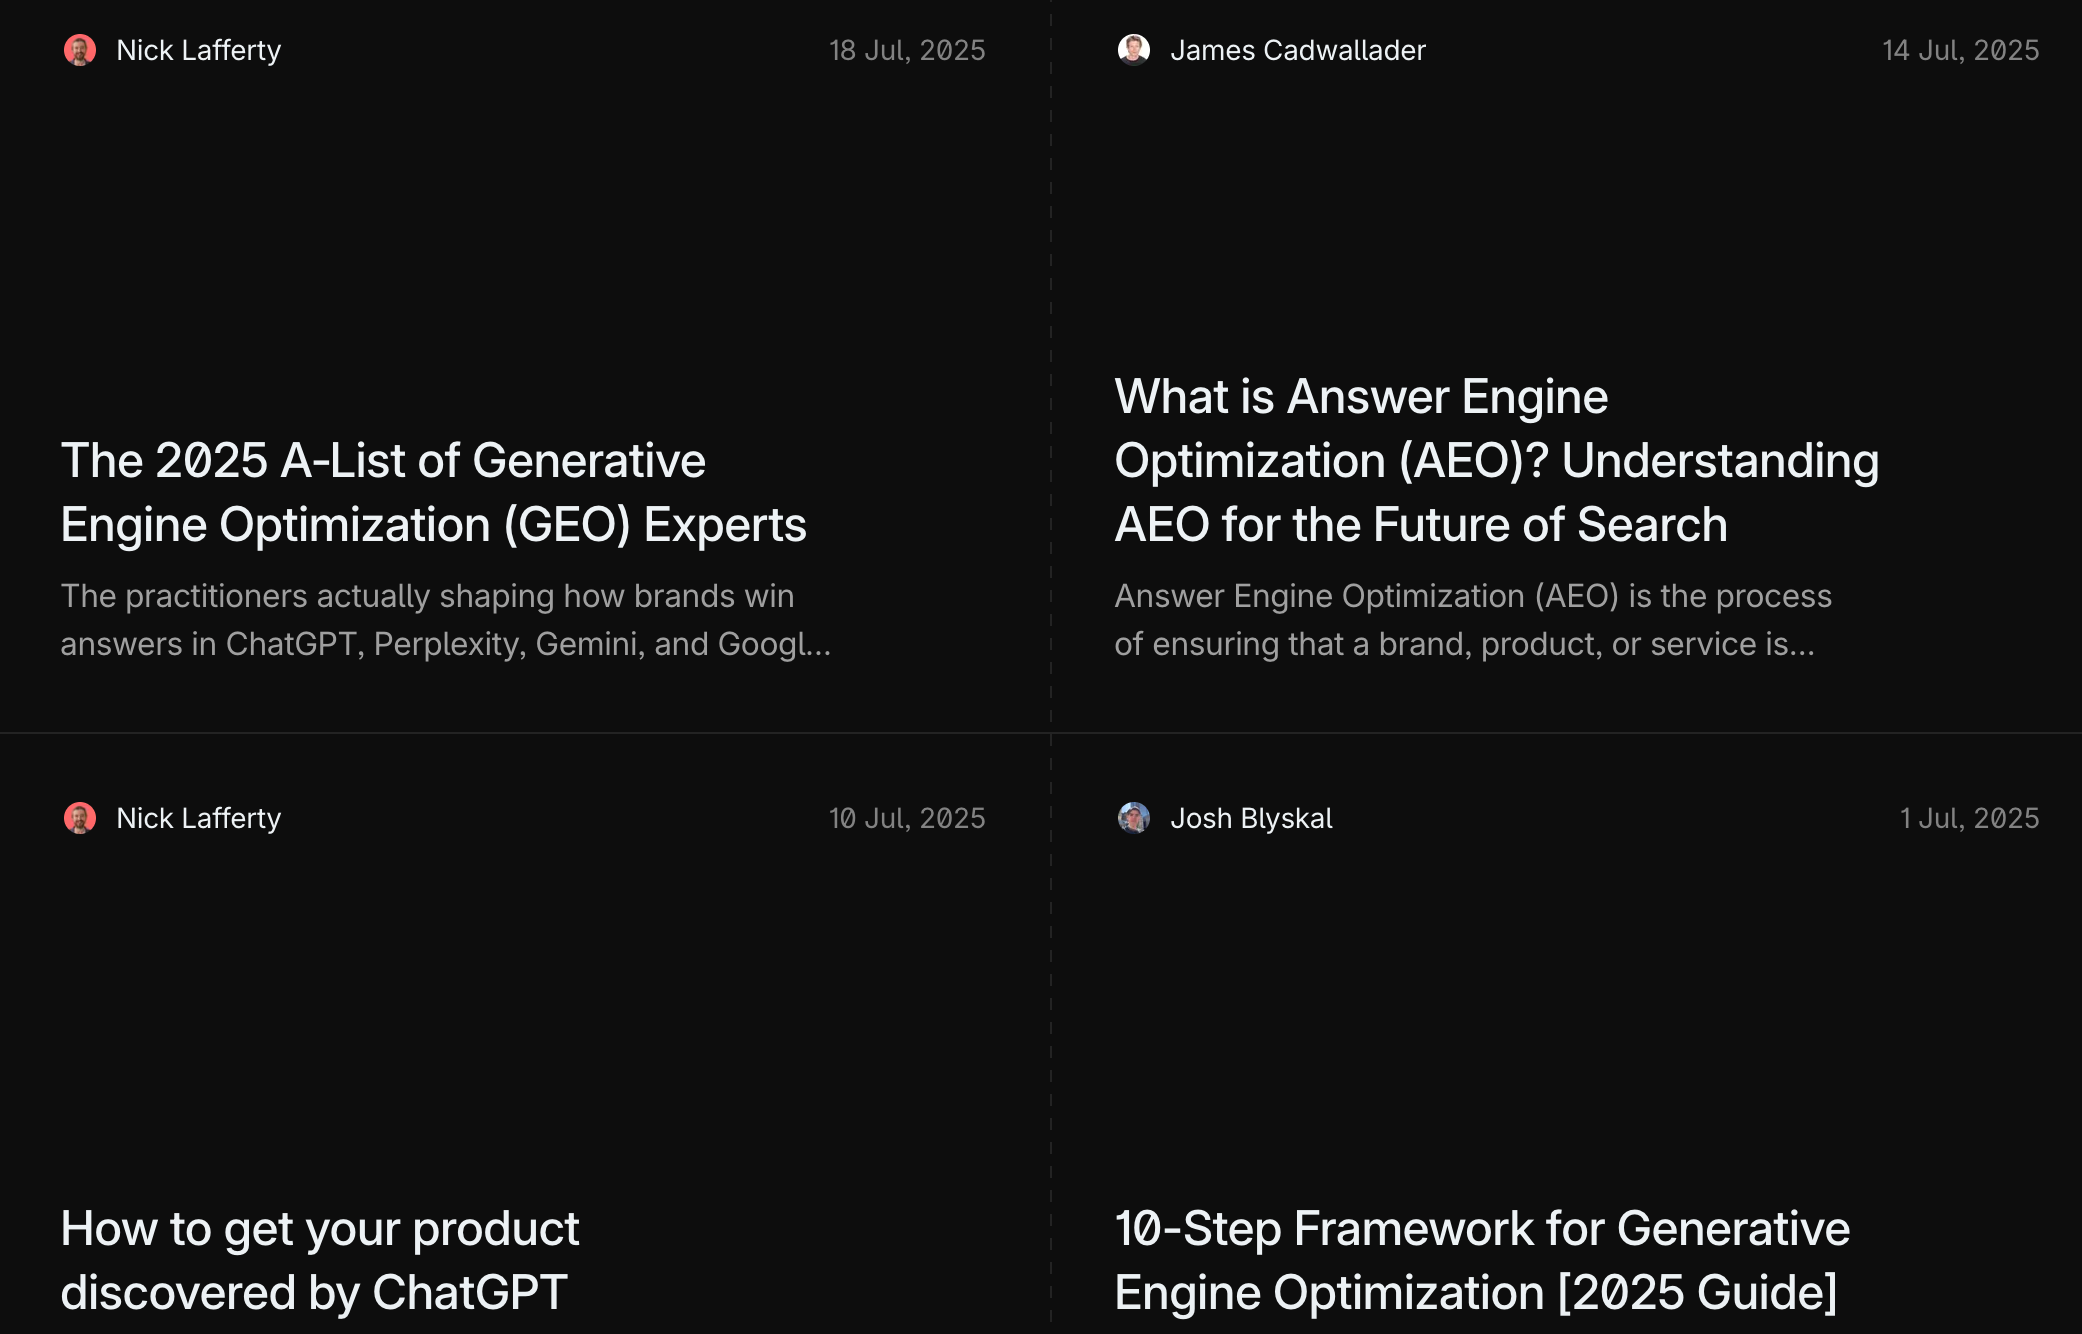 Nick Lafferty
18 Jul, 2025
The 2025 A-List of Generative
Engine Optimization (GEO) Experts
The practitioners actually shaping how brands win
answers in ChatGPT, Perplexity, Gemini, and Googl...
James Cadwallader
14 Jul, 2025
What is Answer Engine
Optimization (AEO)? Understanding
AEO for the Future of Search
Answer Engine Optimization (AEO) is the process
of ensuring that a brand, product, or service is...
Nick Lafferty
10 Jul, 2025
How to get your product
discovered by ChatGPT
Josh Blyskal
1 Jul, 2025
10-Step Framework for Generative
Engine Optimization [2025 Guide]